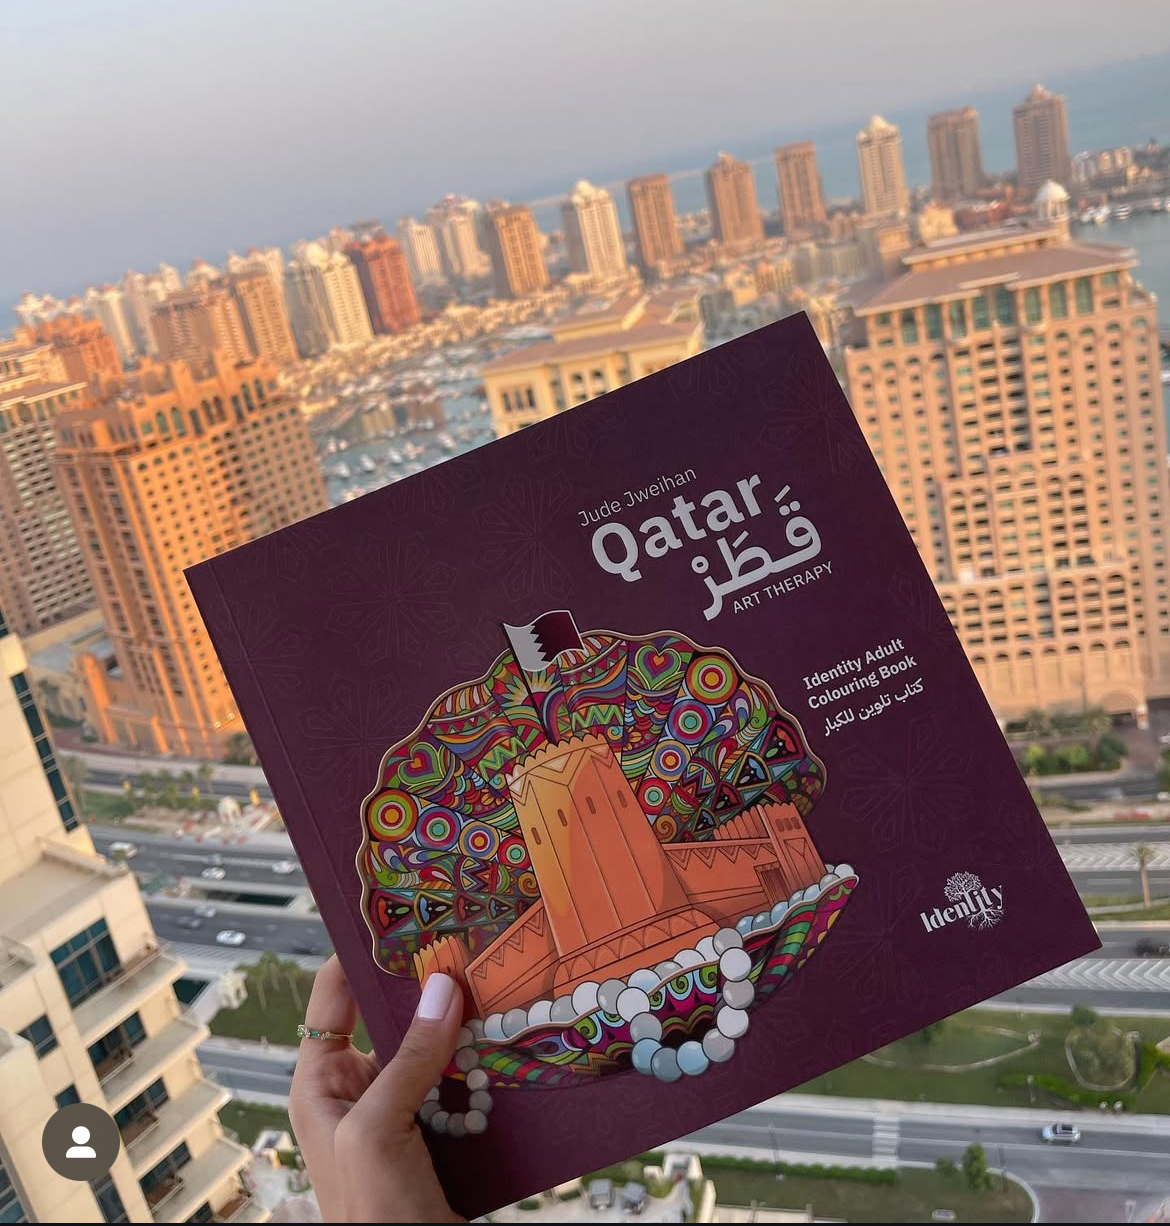 Jude Jweihan
Qatar
قَطَرْ
ART THERAPY
Identity Adult
Colouring Book
كتاب تلوين للكبار
Identity